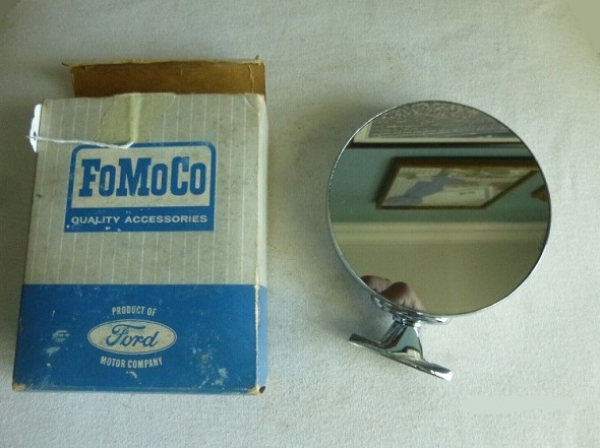 FoMoCo
QUALITY ACCESSORIES
PRODUCT OF
Ford
MOTOR COMPANY